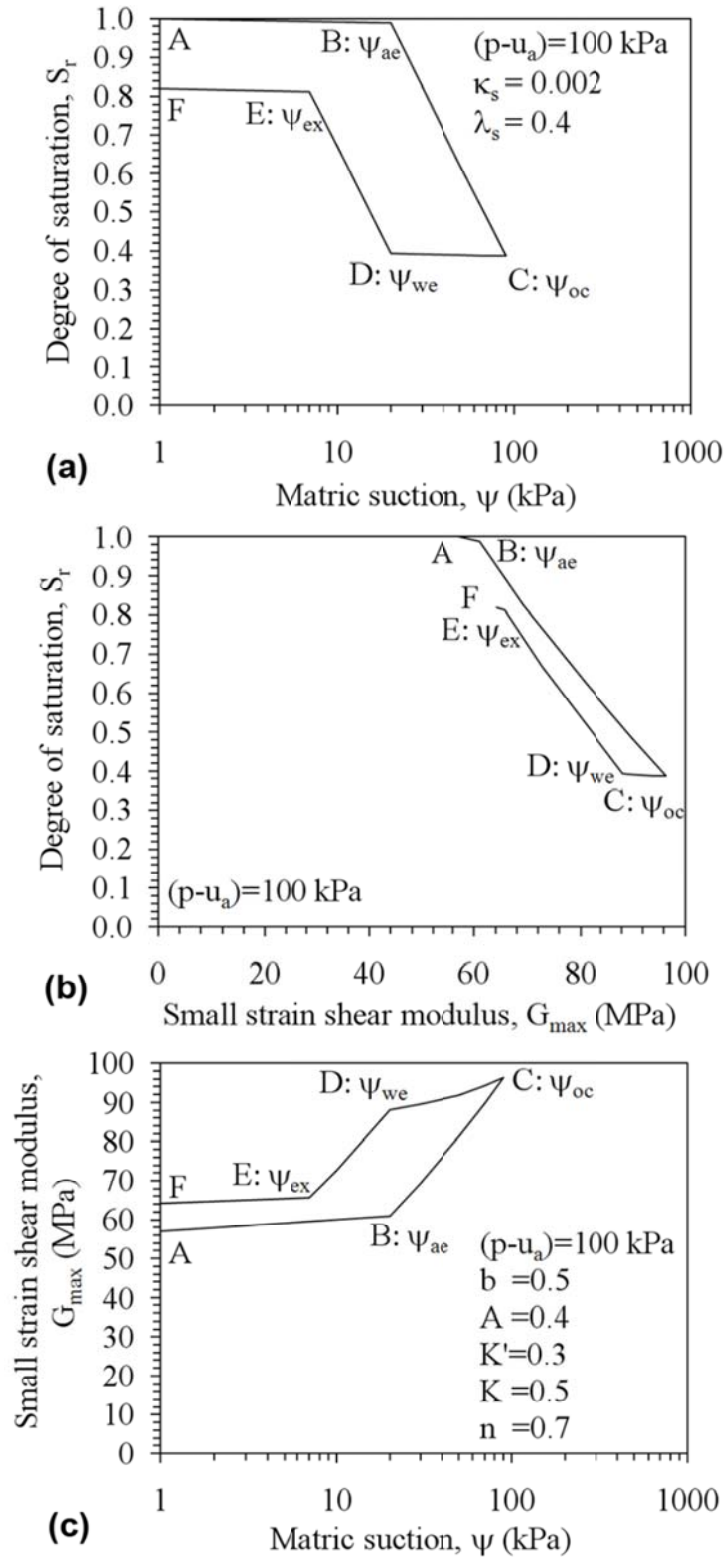 Degree of saturation, Sᵣ
1.0
0.9
0.8
0.7
0.6
0.5
0.4
0.3
0.2
0.1
0.0
A
B: ψₐₑ
(p-uₐ)=100 kPa
κₛ = 0.002
λₛ = 0.4
F
E: ψₑₓ
D: ψwe
C: ψoc
1 10 100 1000
(a)
Matric suction, ψ (kPa)
Degree of saturation, Sᵣ
1.0
0.9
0.8
0.7
0.6
0.5
0.4
0.3
0.2
0.1
0.0
A
B: ψₐₑ
F
E: ψₑₓ
D: ψwe
C: ψoc
(p-uₐ)=100 kPa
0 20 40 60 80 100
(b)
Small strain shear modulus, Gmax (MPa)
Small strain shear modulus,
Gmax (MPa)
100
90
80
70
60
50
40
30
20
10
0
D: ψwe
C: ψoc
F
E: ψₑₓ
A
B: ψₐₑ
(p-uₐ)=100 kPa
b =0.5
A =0.4
K'=0.3
K =0.5
n =0.7
1 10 100 1000
(c)
Matric suction, ψ (kPa)